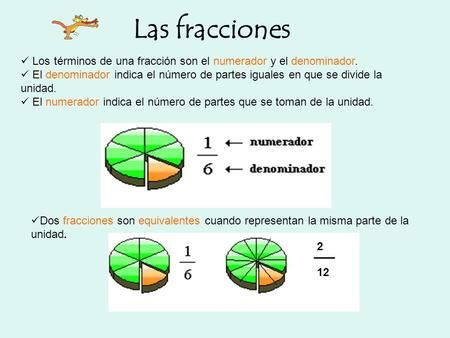 Las fracciones
✓ Los términos de una fracción son el numerador y el denominador.
✓ El denominador indica el número de partes iguales en que se divide la
unidad.
✓ El numerador indica el número de partes que se toman de la unidad.
1 ← numerador
6 ← denominador
✓Dos fracciones son equivalentes cuando representan la misma parte de la
unidad.
1
6
2
12